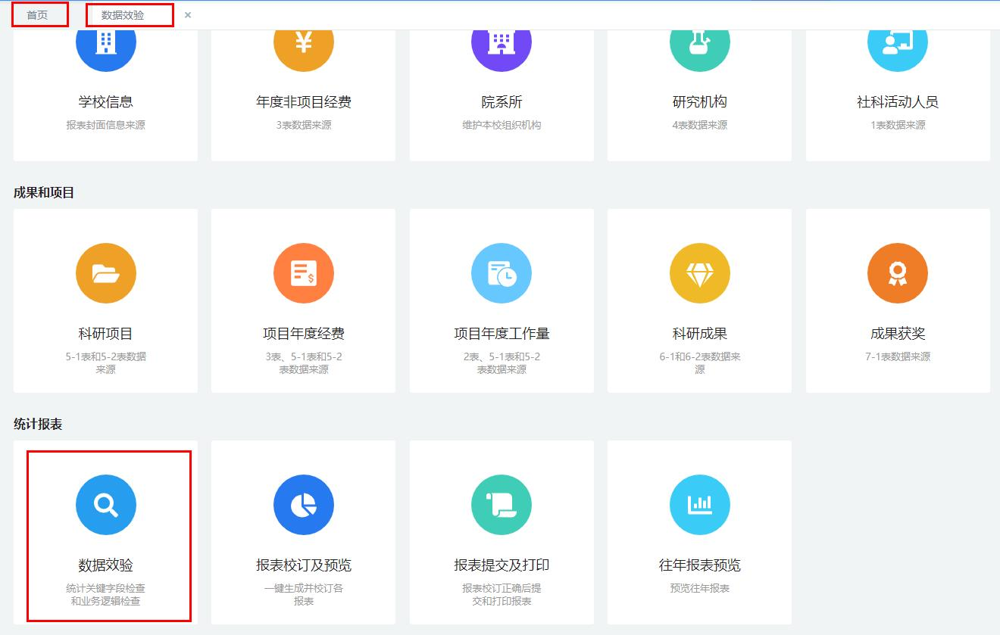 首页 数据效验 ×
学校信息 年度非项目经费 院系所 研究机构 社科活动人员
报表封面信息来源 3表数据来源 维护本校组织机构 4表数据来源 1表数据来源
成果和项目
科研项目 项目年度经费 项目年度工作量 科研成果 成果获奖
5-1表和5-2表数据 3表、5-1表和5-2 2表、5-1表和5-2 6-1和6-2表数据来 7-1表数据来源
来源 表数据来源 表数据来源 源
统计报表
数据效验 报表校订及预览 报表提交及打印 往年报表预览
统计关键字段检查 一键生成并校订各 报表校订正确后提 预览往年报表
和业务逻辑检查 报表 交和打印报表